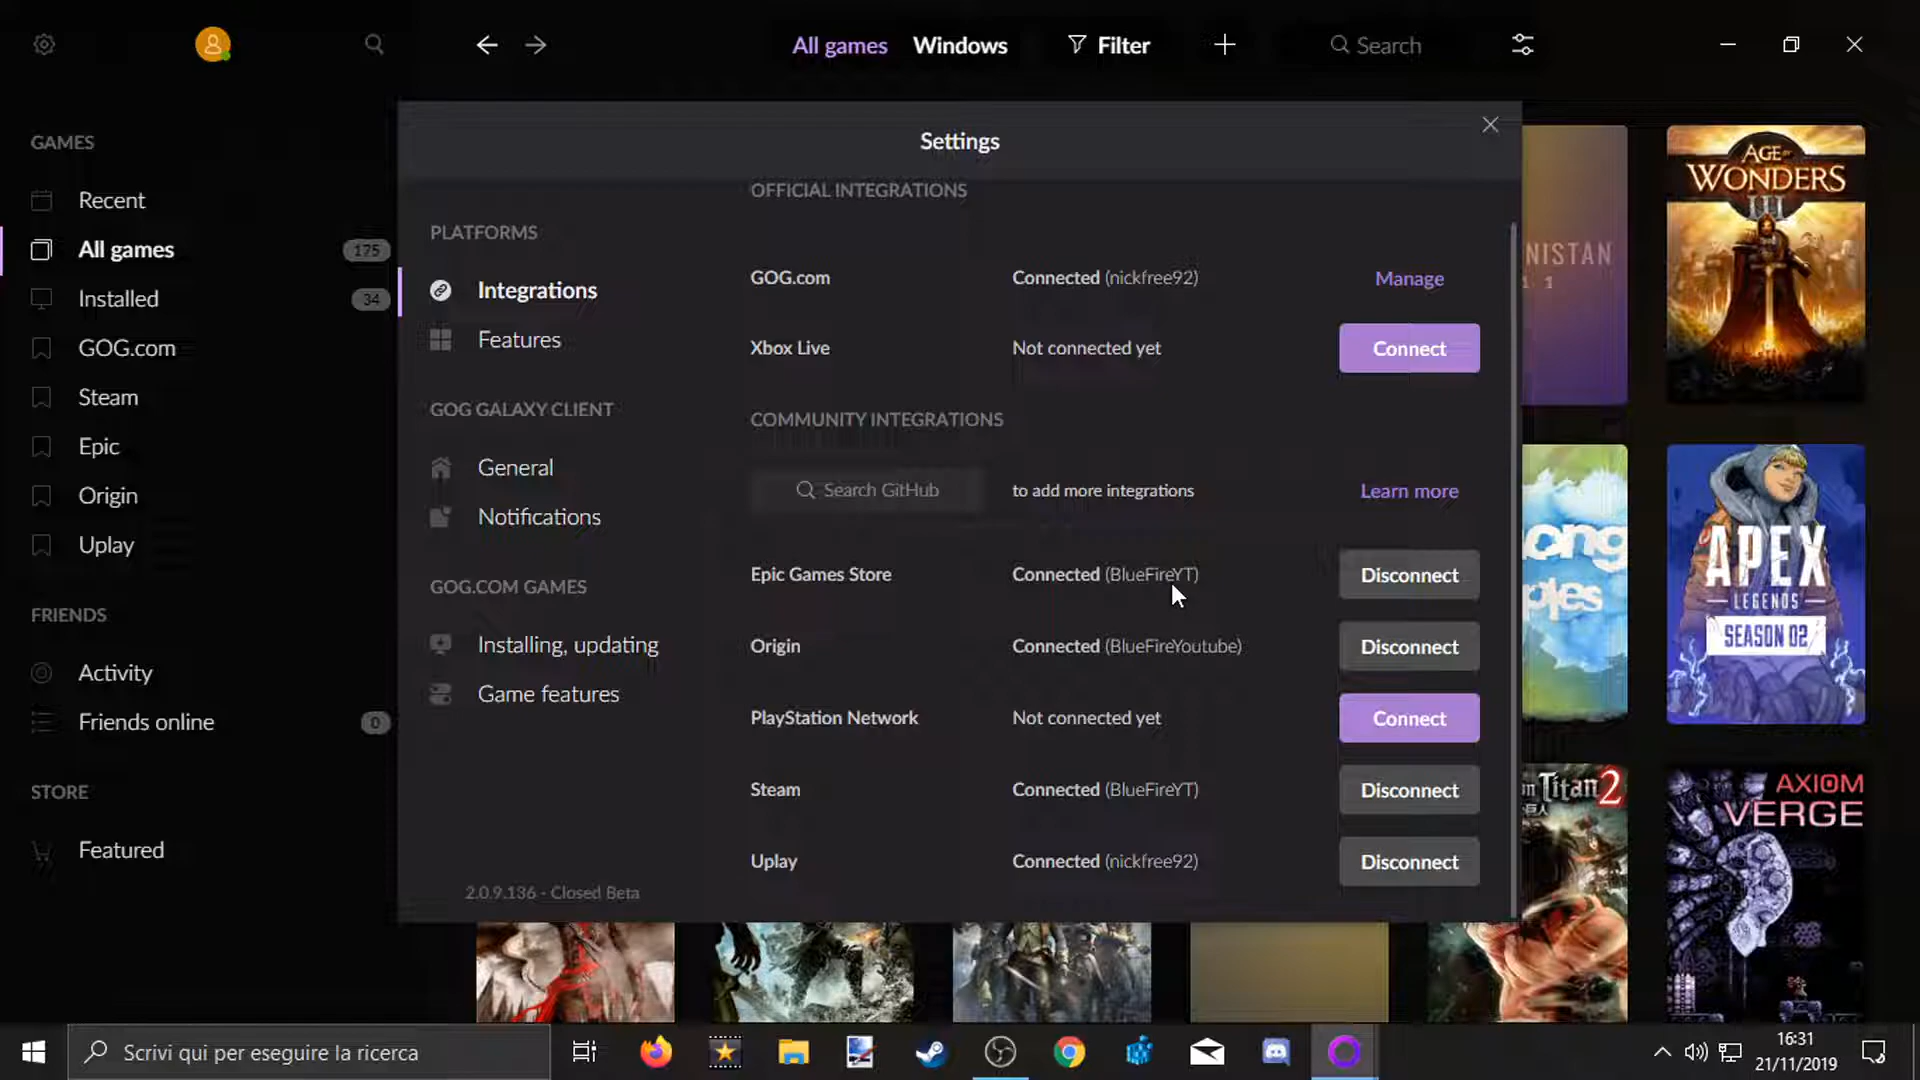 All games Windows Filter Search
GAMES
Recent
All games 175
Installed 34
GOG.com
Steam
Epic
Origin
Uplay
FRIENDS
Activity
Friends online 0
STORE
Featured
Settings
PLATFORMS
Integrations
Features
GOG GALAXY CLIENT
General
Notifications
GOG.COM GAMES
Installing, updating
Game features
2.0.9.136 - Closed Beta
OFFICIAL INTEGRATIONS
GOG.com Connected (nickfree92) Manage
Xbox Live Not connected yet Connect
COMMUNITY INTEGRATIONS
Search GitHub to add more integrations Learn more
Epic Games Store Connected (BlueFireYT) Disconnect
Origin Connected (BlueFireYoutube) Disconnect
PlayStation Network Not connected yet Connect
Steam Connected (BlueFireYT) Disconnect
Uplay Connected (nickfree92) Disconnect
NISTAN
1 1
AGE OF
WONDERS
III
ong
ples
APEX
LEGENDS
SEASON 02
n Titan 2
AXIOM
VERGE
Scrivi qui per eseguire la ricerca
16:31
21/11/2019